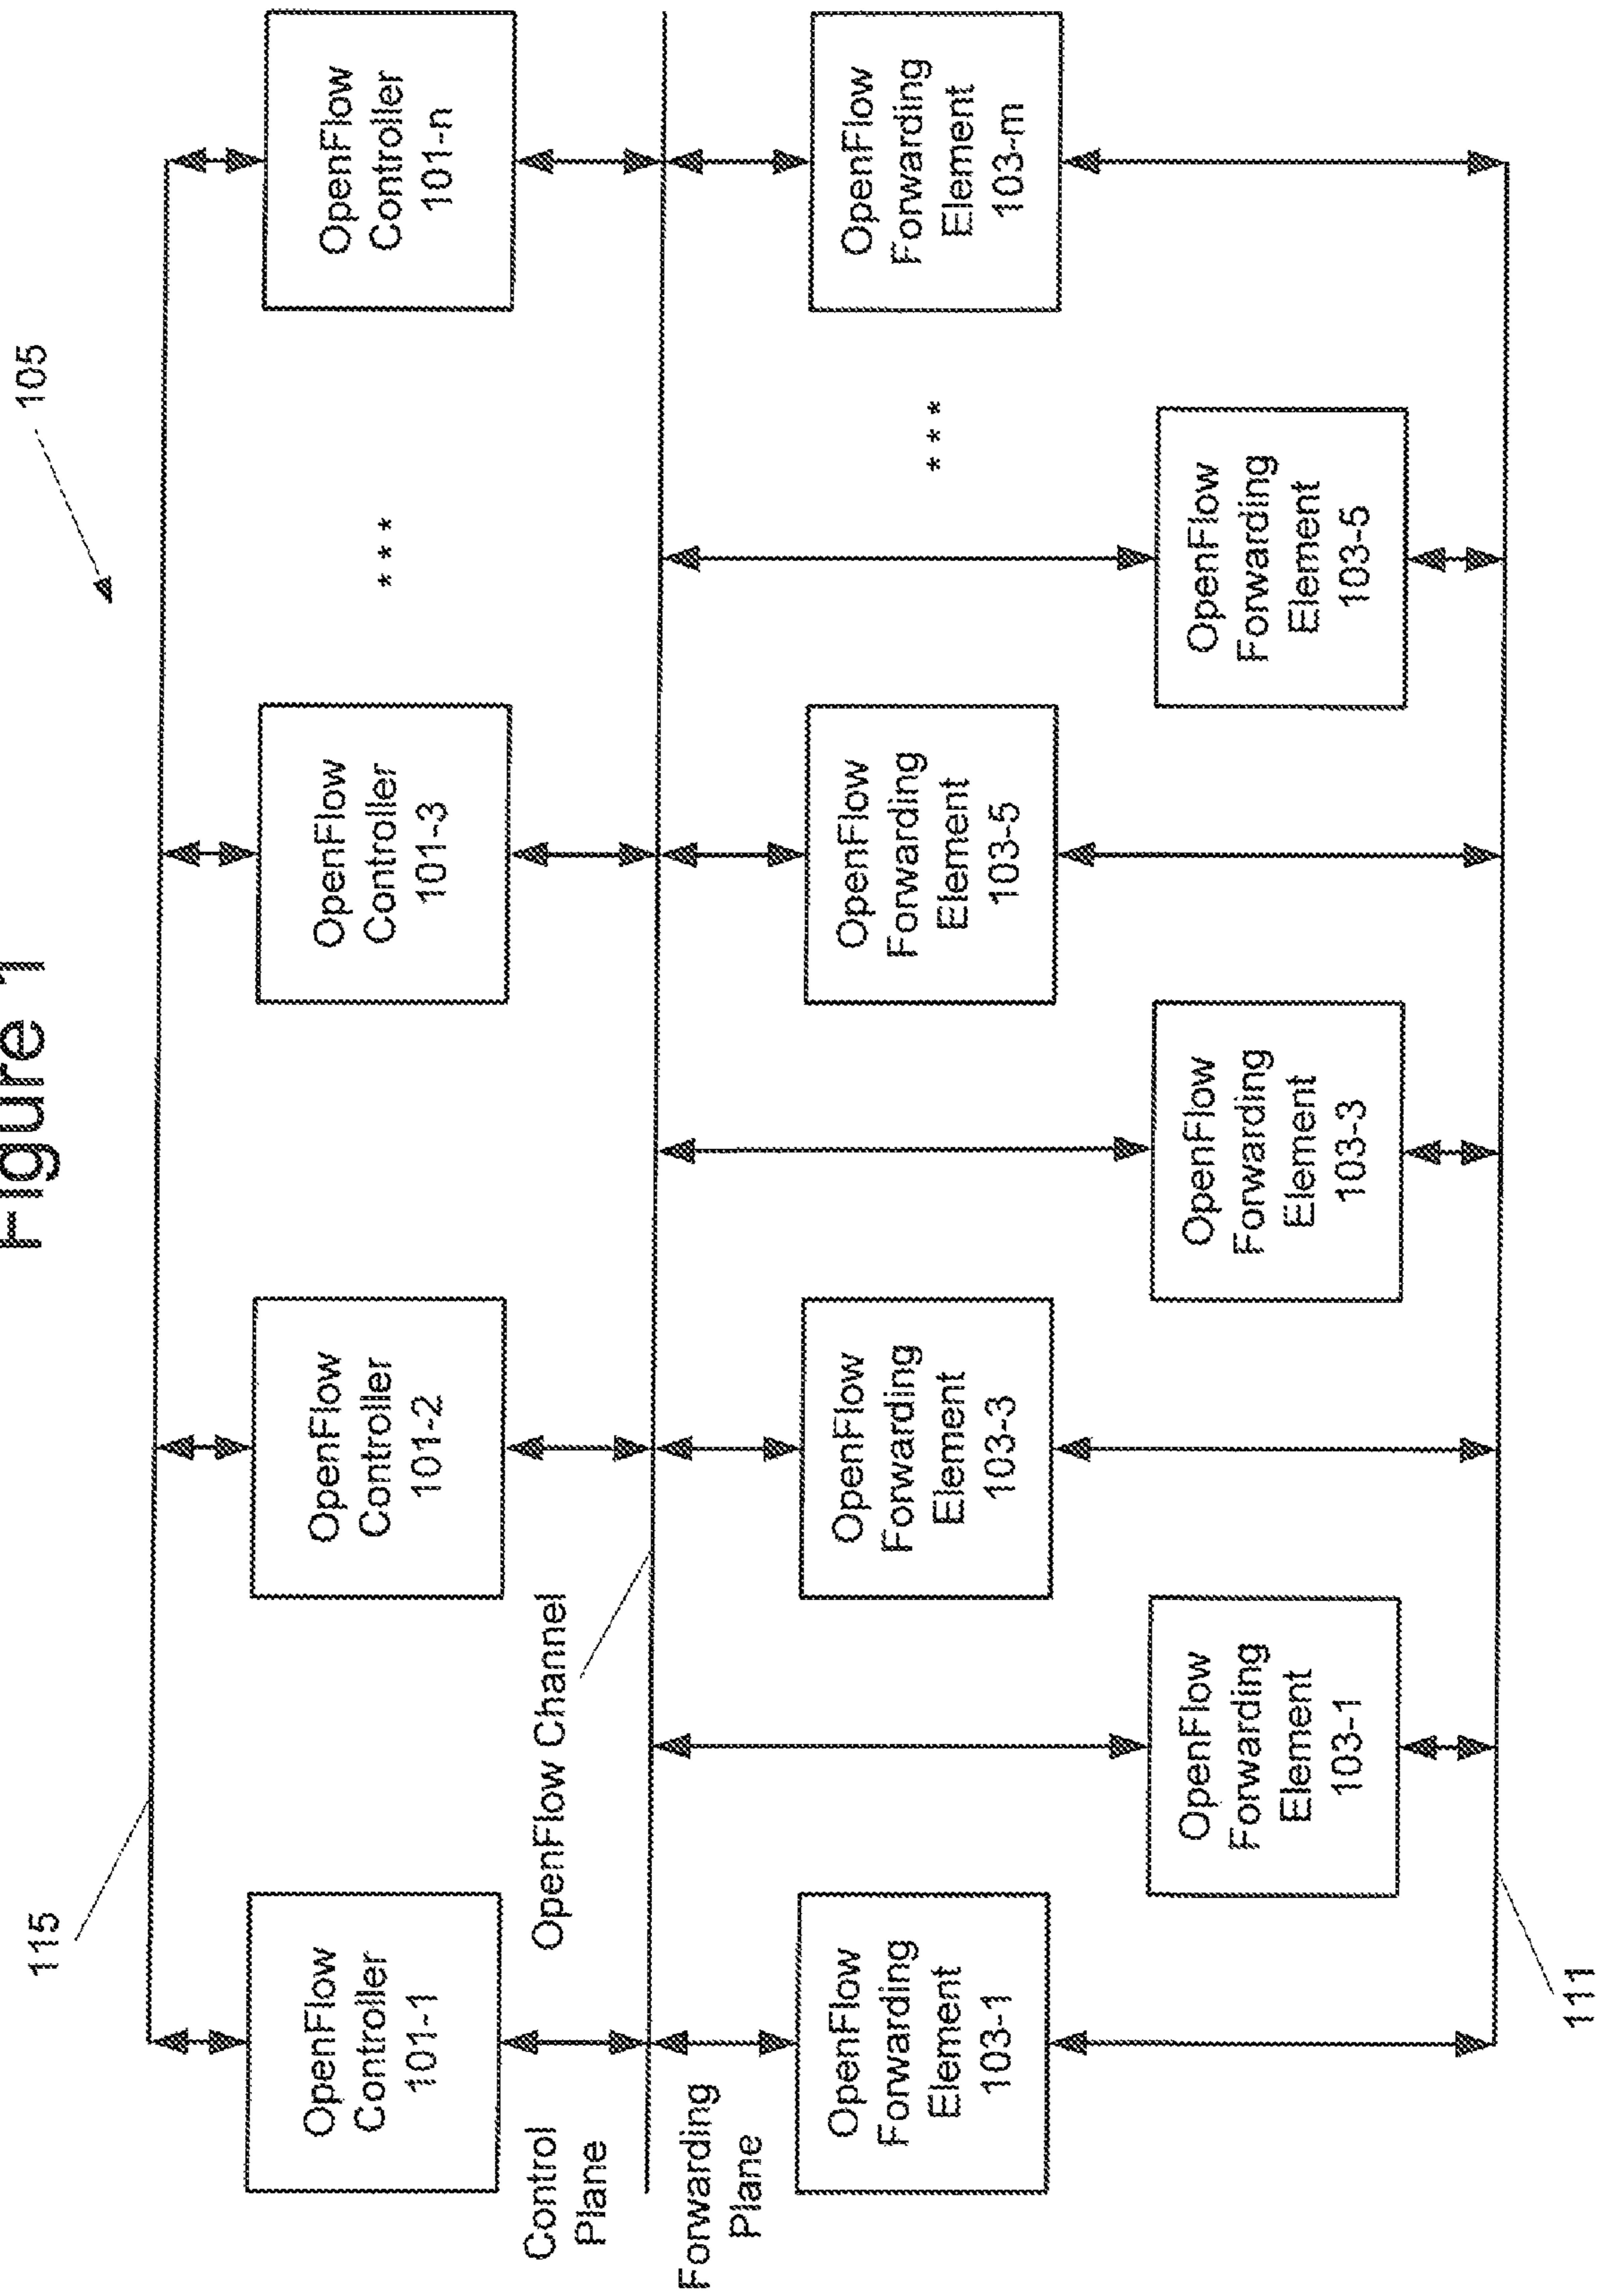 Figure 1
105
115
OpenFlow
Controller
101-1
OpenFlow
Controller
101-2
OpenFlow
Controller
101-3
* * *
OpenFlow
Controller
101-n
Control
Plane
OpenFlow Channel
Forwarding
Plane
OpenFlow
Forwarding
Element
103-1
OpenFlow
Forwarding
Element
103-3
OpenFlow
Forwarding
Element
103-5
* * *
OpenFlow
Forwarding
Element
103-m
OpenFlow
Forwarding
Element
103-1
OpenFlow
Forwarding
Element
103-3
OpenFlow
Forwarding
Element
103-5
111